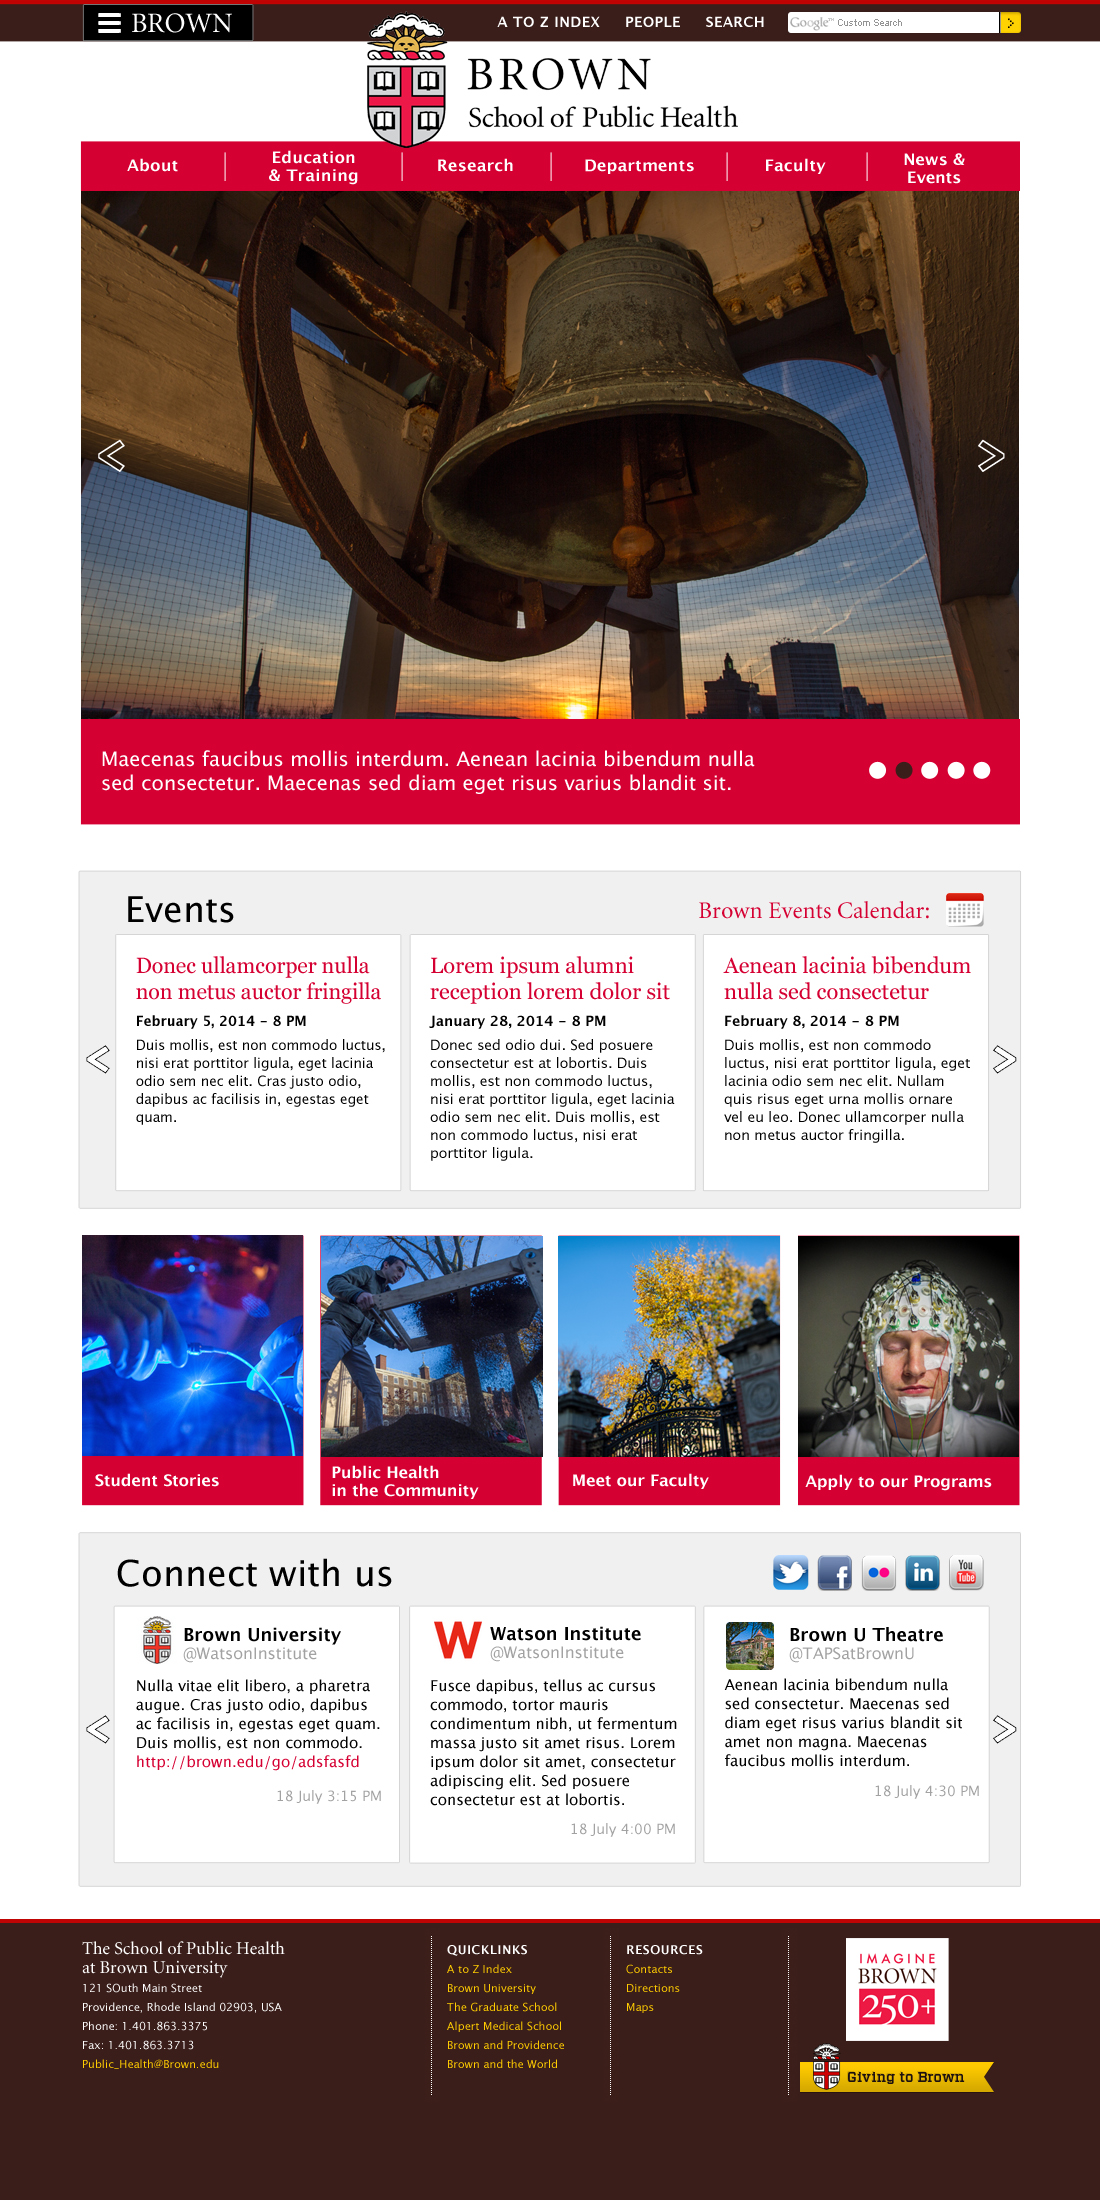 BROWN
A TO Z INDEX PEOPLE SEARCH
Google™ Custom Search
BROWN
School of Public Health
About
Education
& Training
Research
Departments
Faculty
News &
Events
Maecenas faucibus mollis interdum. Aenean lacinia bibendum nulla
sed consectetur. Maecenas sed diam eget risus varius blandit sit.
Events
Brown Events Calendar:
Donec ullamcorper nulla
non metus auctor fringilla
February 5, 2014 – 8 PM
Duis mollis, est non commodo luctus,
nisi erat porttitor ligula, eget lacinia
odio sem nec elit. Cras justo odio,
dapibus ac facilisis in, egestas eget
quam.
Lorem ipsum alumni
reception lorem dolor sit
January 28, 2014 – 8 PM
Donec sed odio dui. Sed posuere
consectetur est at lobortis. Duis
mollis, est non commodo luctus,
nisi erat porttitor ligula, eget lacinia
odio sem nec elit. Duis mollis, est
non commodo luctus, nisi erat
porttitor ligula.
Aenean lacinia bibendum
nulla sed consectetur
February 8, 2014 – 8 PM
Duis mollis, est non commodo
luctus, nisi erat porttitor ligula, eget
lacinia odio sem nec elit. Nullam
quis risus eget urna mollis ornare
vel eu leo. Donec ullamcorper nulla
non metus auctor fringilla.
Student Stories
Public Health
in the Community
Meet our Faculty
Apply to our Programs
Connect with us
in
You
Tube
Brown University
@WatsonInstitute
Nulla vitae elit libero, a pharetra
augue. Cras justo odio, dapibus
ac facilisis in, egestas eget quam.
Duis mollis, est non commodo.
http://brown.edu/go/adsfasfd
18 July 3:15 PM
W
Watson Institute
@WatsonInstitute
Fusce dapibus, tellus ac cursus
commodo, tortor mauris
condimentum nibh, ut fermentum
massa justo sit amet risus. Lorem
ipsum dolor sit amet, consectetur
adipiscing elit. Sed posuere
consectetur est at lobortis.
18 July 4:00 PM
Brown U Theatre
@TAPSatBrownU
Aenean lacinia bibendum nulla
sed consectetur. Maecenas sed
diam eget risus varius blandit sit
amet non magna. Maecenas
faucibus mollis interdum.
18 July 4:30 PM
The School of Public Health
at Brown University
121 SOuth Main Street
Providence, Rhode Island 02903, USA
Phone: 1.401.863.3375
Fax: 1.401.863.3713
Public_Health@Brown.edu
QUICKLINKS
A to Z Index
Brown University
The Graduate School
Alpert Medical School
Brown and Providence
Brown and the World
RESOURCES
Contacts
Directions
Maps
IMAGINE
BROWN
250+
Giving to Brown